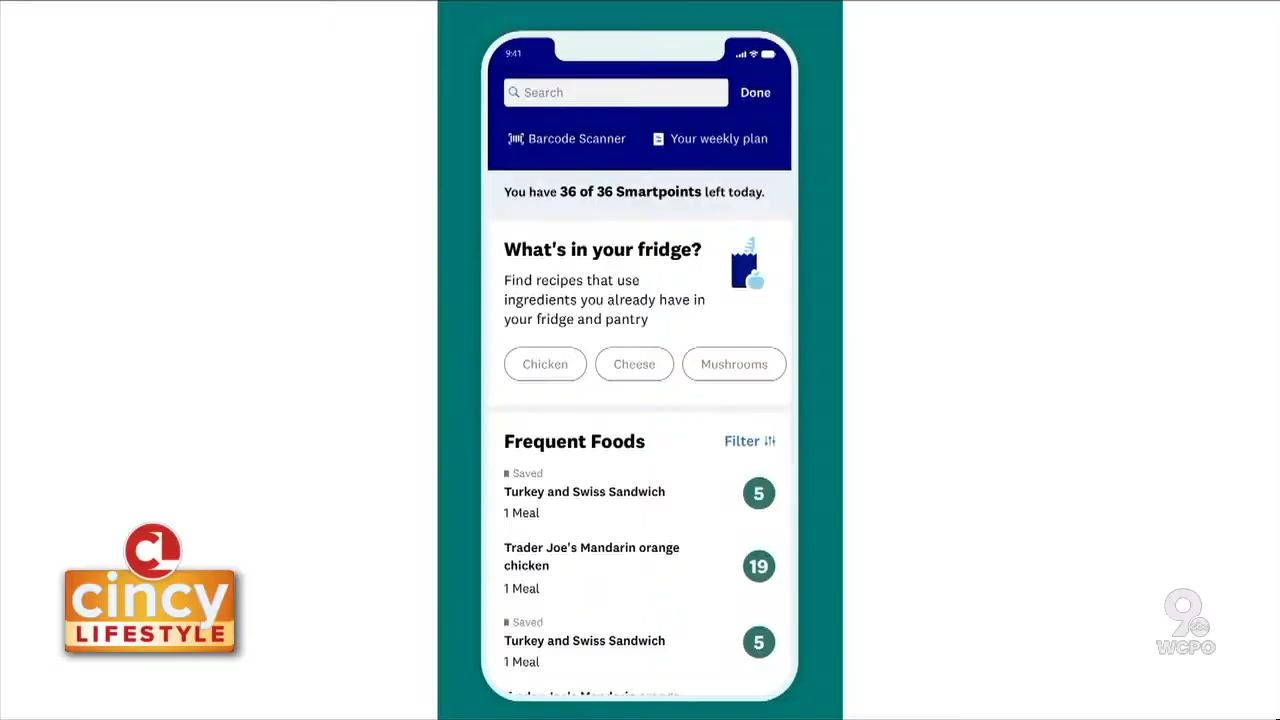 9:41
Search
Done
Barcode Scanner
Your weekly plan
You have 36 of 36 Smartpoints left today.
What's in your fridge?
Find recipes that use
ingredients you already have in
your fridge and pantry
Chicken
Cheese
Mushrooms
Frequent Foods
Filter
Saved
Turkey and Swiss Sandwich
5
1 Meal
Trader Joe's Mandarin orange
chicken
19
1 Meal
Saved
Turkey and Swiss Sandwich
5
1 Meal
CL
cincy
LIFESTYLE
9
abc
WCPO